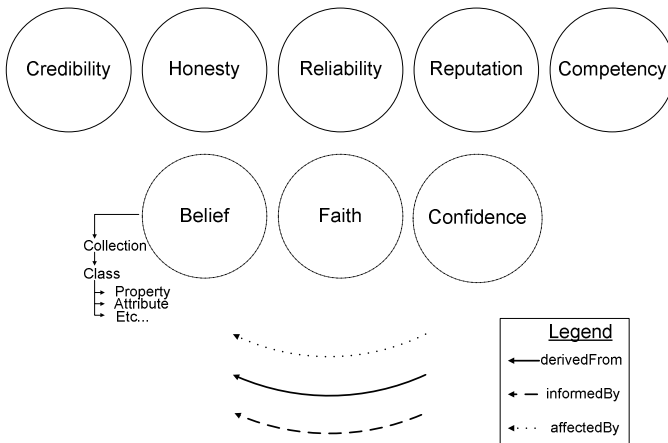 Credibility
Honesty
Reliability
Reputation
Competency
Belief
Faith
Confidence
Collection
Class
Property
Attribute
Etc...
Legend
derivedFrom
informedBy
affectedBy